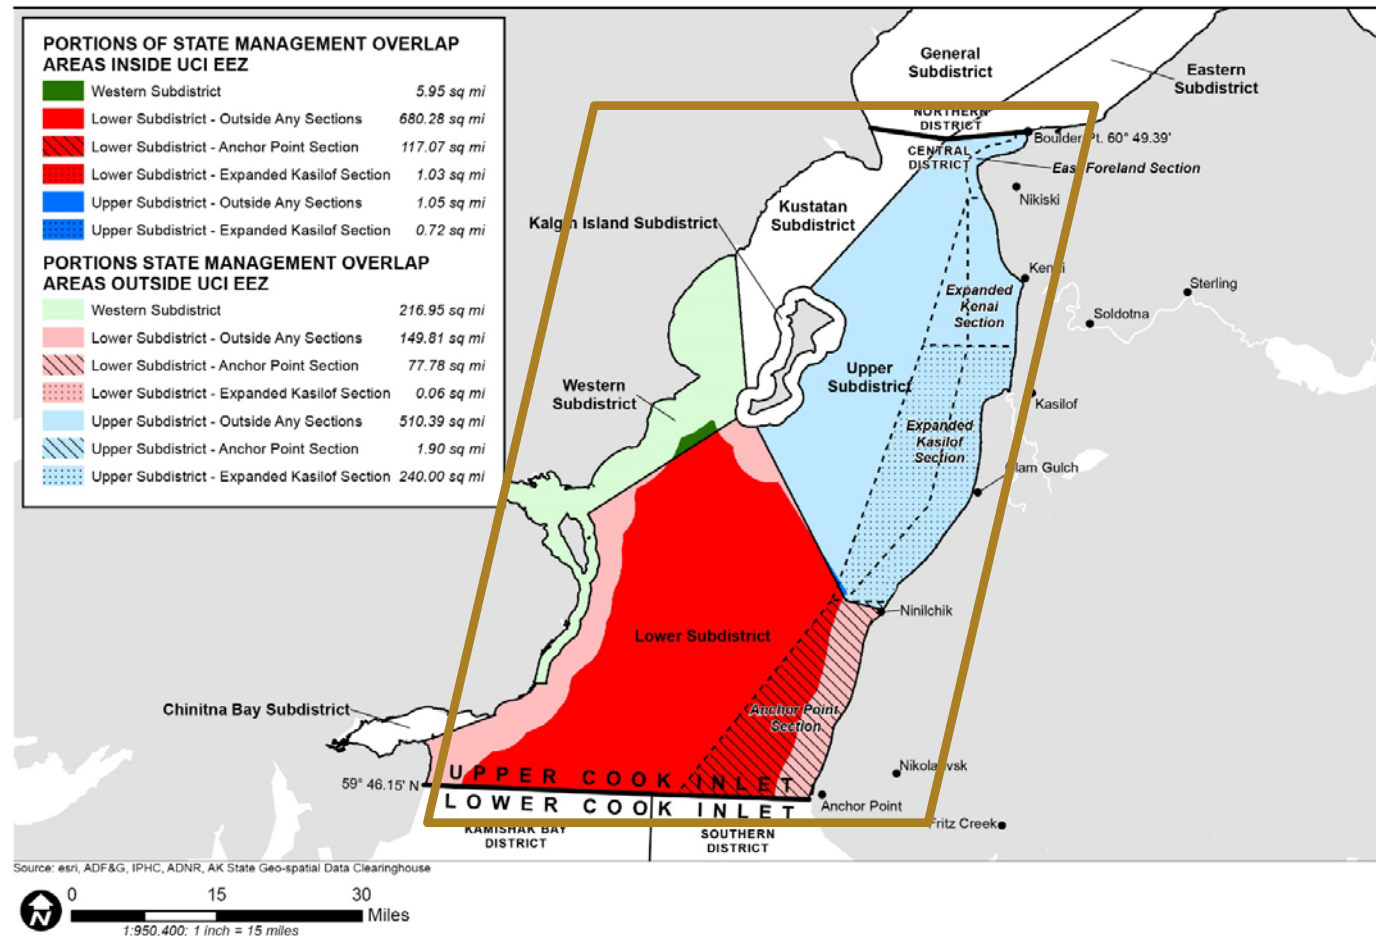 PORTIONS OF STATE MANAGEMENT OVERLAP
AREAS INSIDE UCI EEZ
Western Subdistrict 5.95 sq mi
Lower Subdistrict - Outside Any Sections 680.28 sq mi
Lower Subdistrict - Anchor Point Section 117.07 sq mi
Lower Subdistrict - Expanded Kasilof Section 1.03 sq mi
Upper Subdistrict - Outside Any Sections 1.05 sq mi
Upper Subdistrict - Expanded Kasilof Section 0.72 sq mi
PORTIONS STATE MANAGEMENT OVERLAP
AREAS OUTSIDE UCI EEZ
Western Subdistrict 216.95 sq mi
Lower Subdistrict - Outside Any Sections 149.81 sq mi
Lower Subdistrict - Anchor Point Section 77.78 sq mi
Lower Subdistrict - Expanded Kasilof Section 0.06 sq mi
Upper Subdistrict - Outside Any Sections 510.39 sq mi
Upper Subdistrict - Anchor Point Section 1.90 sq mi
Upper Subdistrict - Expanded Kasilof Section 240.00 sq mi
General
Subdistrict
Eastern
Subdistrict
NORTHERN
DISTRICT
CENTRAL
DISTRICT
Boulder Pt. 60° 49.39'
East Foreland Section
Nikiski
Kustatan
Subdistrict
Kalgin Island Subdistrict
Kenai
Sterling
Soldotna
Expanded
Kenai
Section
Upper
Subdistrict
Western
Subdistrict
Kasilof
Expanded
Kasilof
Section
Clam Gulch
Ninilchik
Lower Subdistrict
Chinitna Bay Subdistrict
Anchor Point
Section
Nikolaevsk
59° 46.15' N
UPPER COOK INLET
LOWER COOK INLET
Anchor Point
Fritz Creek
KAMISHAK BAY
DISTRICT
SOUTHERN
DISTRICT
Source: esri, ADF&G, IPHC, ADNR, AK State Geo-spatial Data Clearinghouse
N
0 15 30
Miles
1:950,400; 1 inch = 15 miles